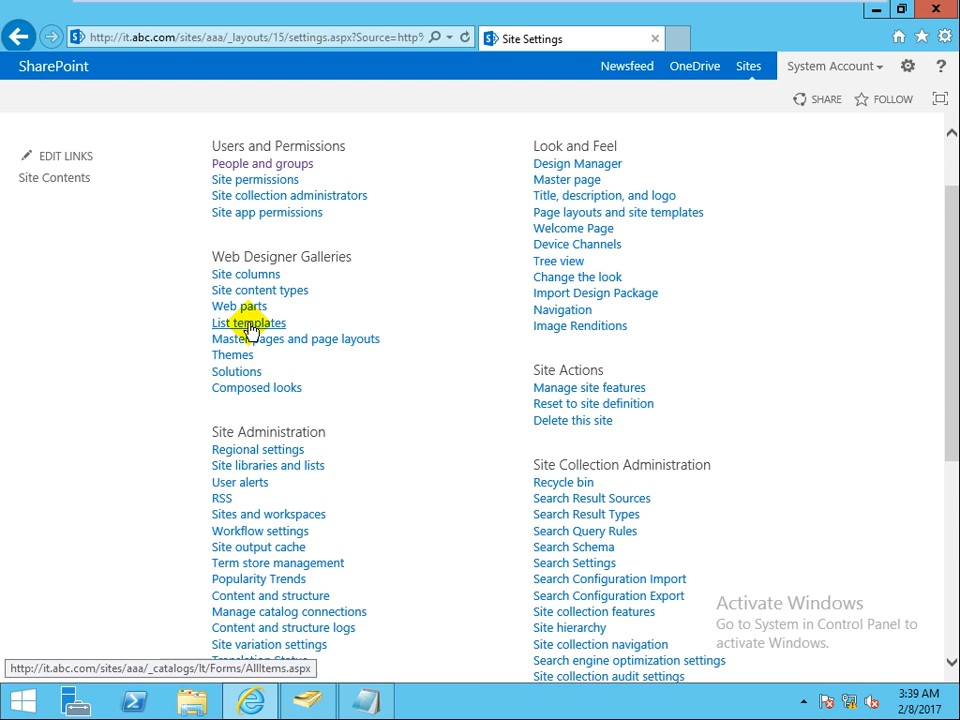 http://it.abc.com/sites/aaa/_layouts/15/settings.aspx?Source=http%
Site Settings
SharePoint
Newsfeed OneDrive Sites System Account ?
SHARE FOLLOW
EDIT LINKS
Site Contents
Users and Permissions
People and groups
Site permissions
Site collection administrators
Site app permissions
Web Designer Galleries
Site columns
Site content types
Web parts
List templates
Master pages and page layouts
Themes
Solutions
Composed looks
Site Administration
Regional settings
Site libraries and lists
User alerts
RSS
Sites and workspaces
Workflow settings
Site output cache
Term store management
Popularity Trends
Content and structure
Manage catalog connections
Content and structure logs
Site variation settings
Look and Feel
Design Manager
Master page
Title, description, and logo
Page layouts and site templates
Welcome Page
Device Channels
Tree view
Change the look
Import Design Package
Navigation
Image Renditions
Site Actions
Manage site features
Reset to site definition
Delete this site
Site Collection Administration
Recycle bin
Search Result Sources
Search Result Types
Search Query Rules
Search Schema
Search Settings
Search Configuration Import
Search Configuration Export
Site collection features
Site hierarchy
Site collection navigation
Search engine optimization settings
Site collection audit settings
Activate Windows
Go to System in Control Panel to
activate Windows.
http://it.abc.com/sites/aaa/_catalogs/lt/Forms/AllItems.aspx
3:39 AM
2/8/2017